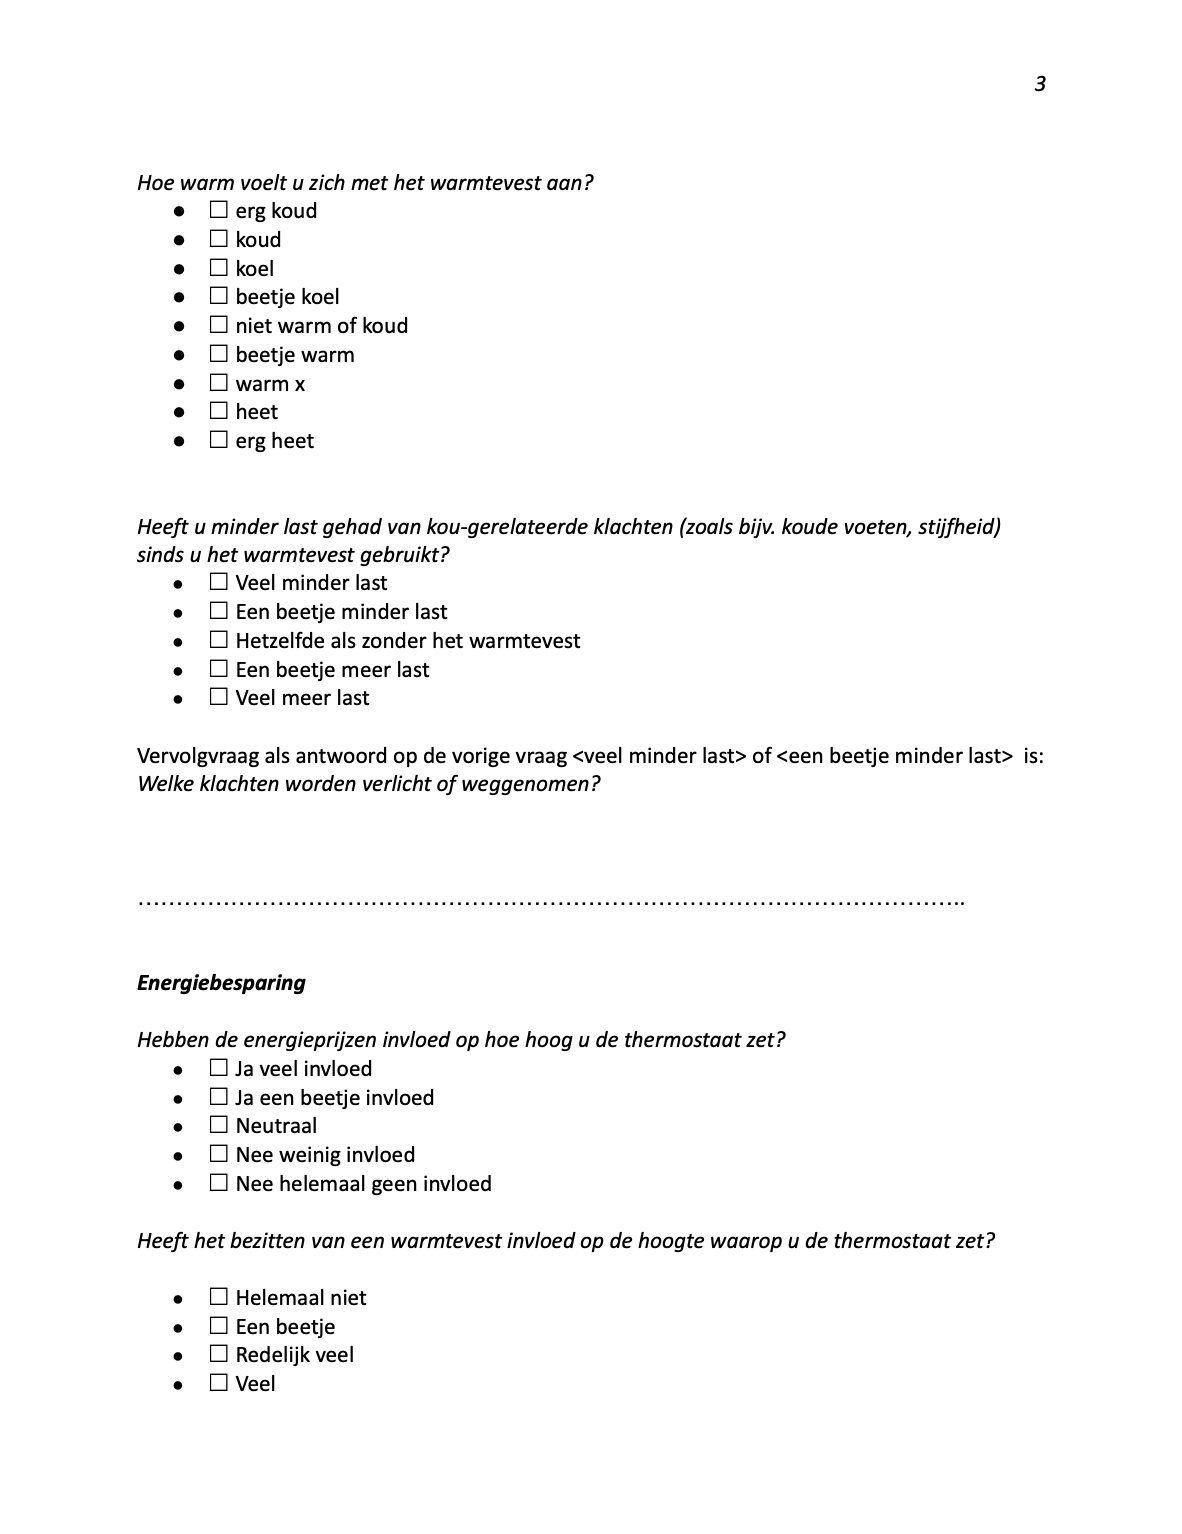 3
Hoe warm voelt u zich met het warmtevest aan?
● ☐ erg koud
● ☐ koud
● ☐ koel
● ☐ beetje koel
● ☐ niet warm of koud
● ☐ beetje warm
● ☐ warm x
● ☐ heet
● ☐ erg heet
Heeft u minder last gehad van kou-gerelateerde klachten (zoals bijv. koude voeten, stijfheid)
sinds u het warmtevest gebruikt?
● ☐ Veel minder last
● ☐ Een beetje minder last
● ☐ Hetzelfde als zonder het warmtevest
● ☐ Een beetje meer last
● ☐ Veel meer last
Vervolgvraag als antwoord op de vorige vraag <veel minder last> of <een beetje minder last> is:
Welke klachten worden verlicht of weggenomen?
…………………………………………………………………………………………..
Energiebesparing
Hebben de energieprijzen invloed op hoe hoog u de thermostaat zet?
● ☐ Ja veel invloed
● ☐ Ja een beetje invloed
● ☐ Neutraal
● ☐ Nee weinig invloed
● ☐ Nee helemaal geen invloed
Heeft het bezitten van een warmtevest invloed op de hoogte waarop u de thermostaat zet?
● ☐ Helemaal niet
● ☐ Een beetje
● ☐ Redelijk veel
● ☐ Veel